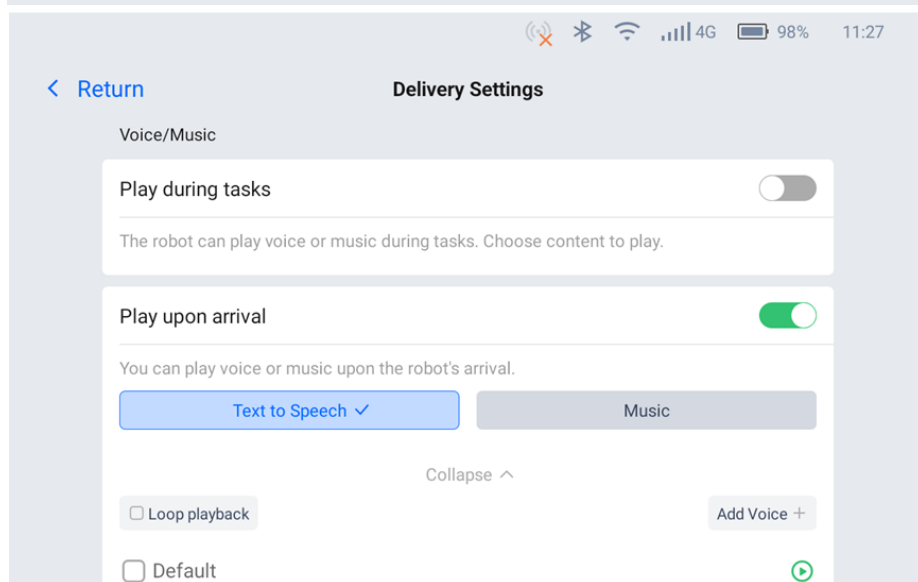 4G 98% 11:27
Return Delivery Settings
Voice/Music
Play during tasks
The robot can play voice or music during tasks. Choose content to play.
Play upon arrival
You can play voice or music upon the robot's arrival.
Text to Speech Music
Collapse
Loop playback Add Voice +
Default